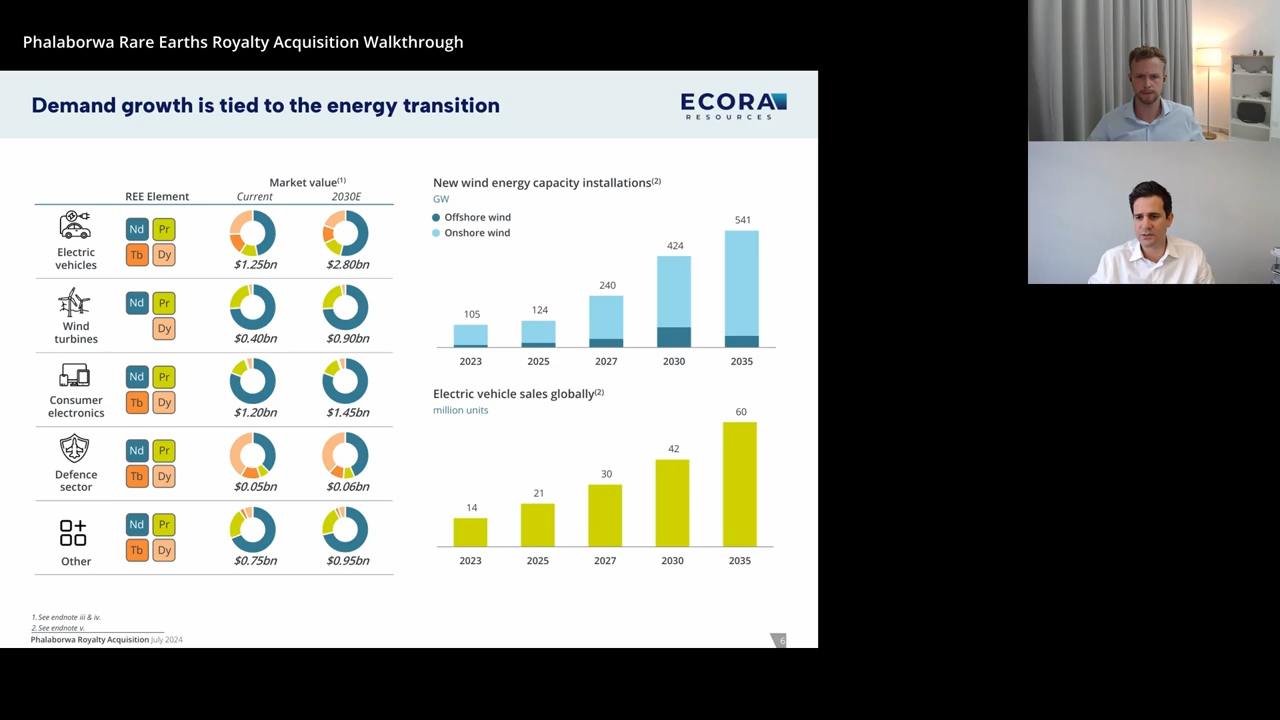 Phalaborwa Rare Earths Royalty Acquisition Walkthrough
Demand growth is tied to the energy transition
ECORA
RESOURCES
Market value(1)
REE Element Current 2030E
Nd Pr
Tb Dy
Electric
vehicles
$1.25bn $2.80bn
Nd Pr
Dy
Wind
turbines
$0.40bn $0.90bn
Nd Pr
Tb Dy
Consumer
electronics
$1.20bn $1.45bn
Nd Pr
Tb Dy
Defence
sector
$0.05bn $0.06bn
Nd Pr
Tb Dy
Other
$0.75bn $0.95bn
New wind energy capacity installations(2)
GW
Offshore wind
Onshore wind
105 124 240 424 541
2023 2025 2027 2030 2035
Electric vehicle sales globally(2)
million units
14 21 30 42 60
2023 2025 2027 2030 2035
1. See endnote iii & iv.
2. See endnote v.
Phalaborwa Royalty Acquisition July 2024
6